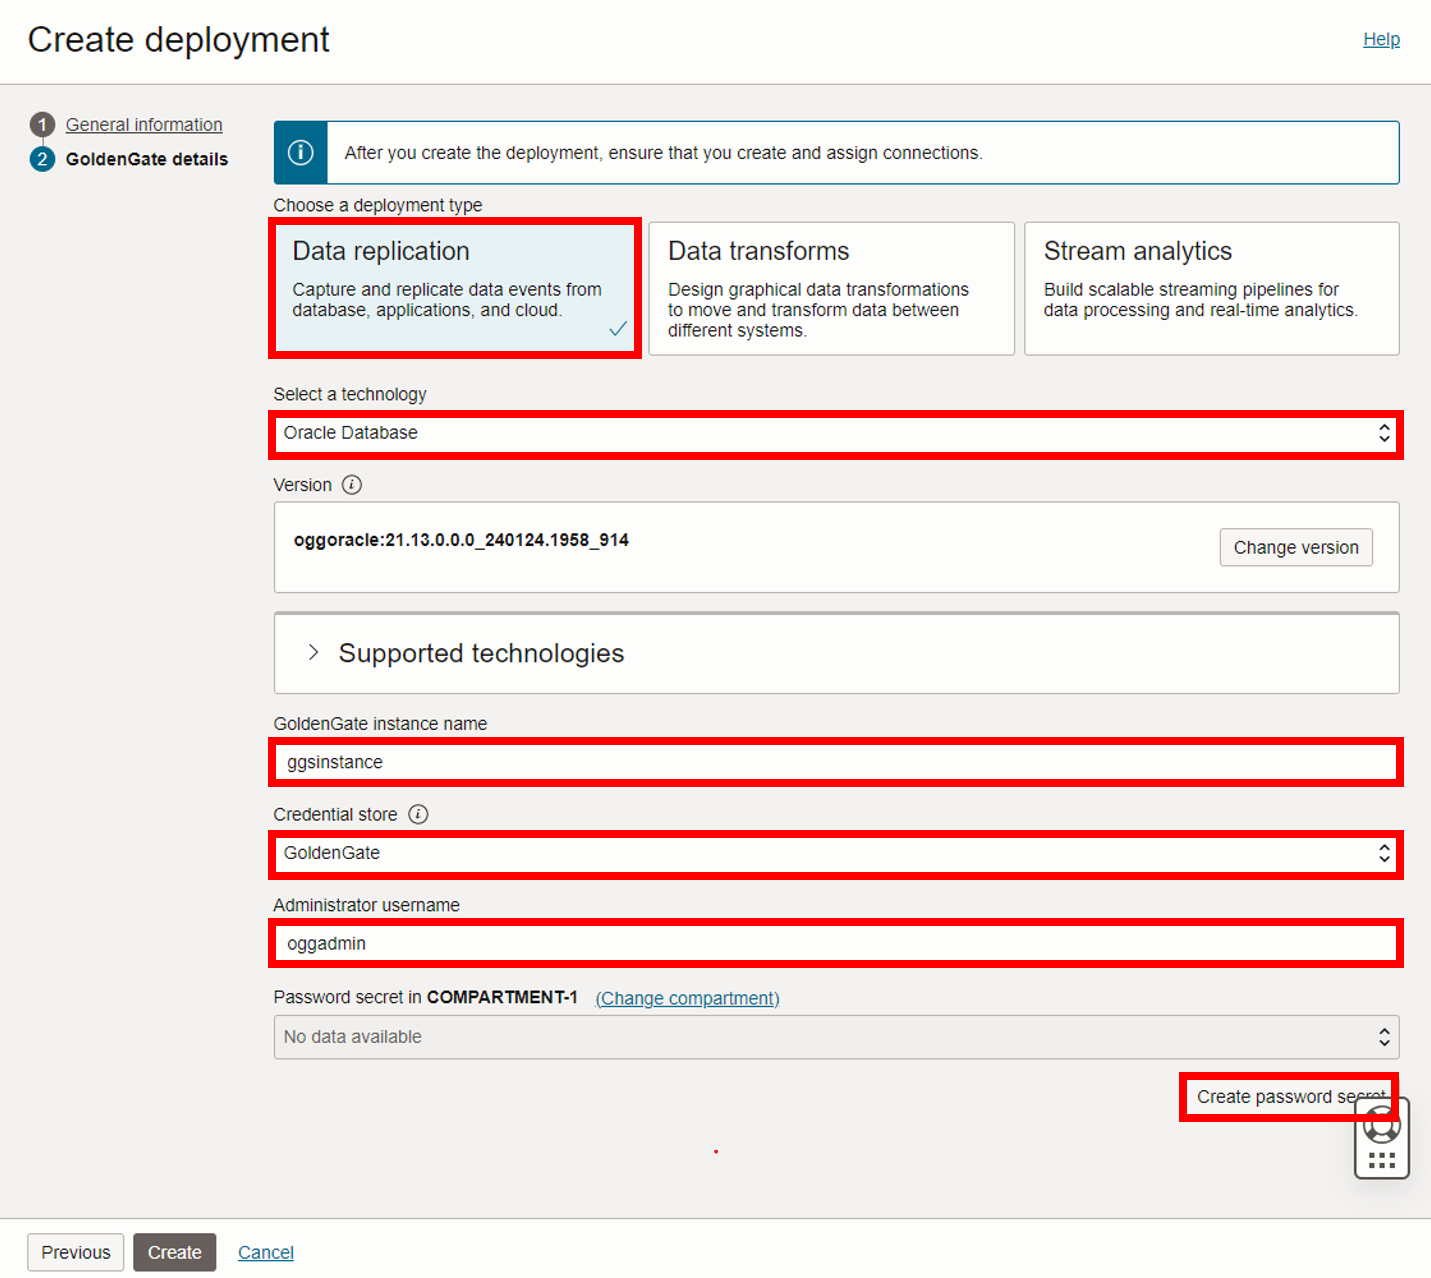 Create deployment
Help
1 General information
2 GoldenGate details
After you create the deployment, ensure that you create and assign connections.
Choose a deployment type
Data replication
Capture and replicate data events from
database, applications, and cloud.
Data transforms
Design graphical data transformations
to move and transform data between
different systems.
Stream analytics
Build scalable streaming pipelines for
data processing and real-time analytics.
Select a technology
Oracle Database
Version
oggoracle:21.13.0.0.0_240124.1958_914
Change version
Supported technologies
GoldenGate instance name
ggsinstance
Credential store
GoldenGate
Administrator username
oggadmin
Password secret in COMPARTMENT-1 (Change compartment)
No data available
Create password secret
Previous
Create
Cancel